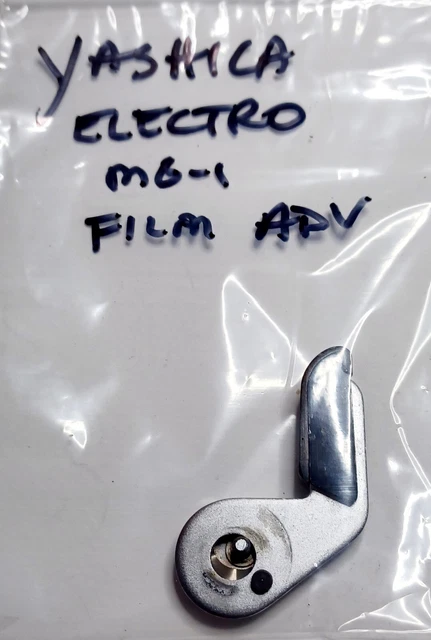 YASHICA
ELECTRO
MG-1
FILM ADV